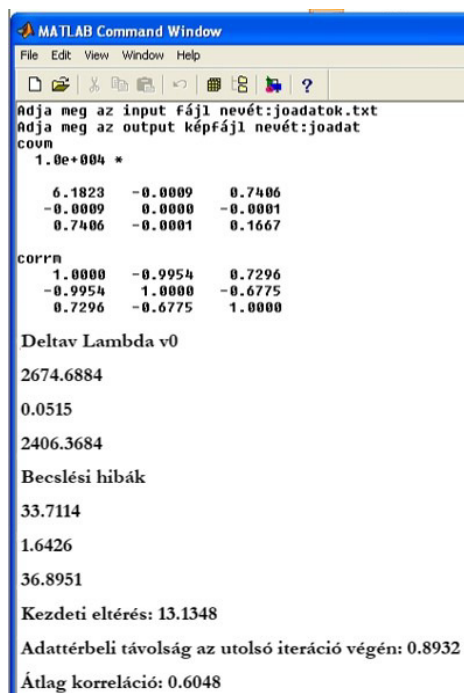 MATLAB Command Window
File Edit View Window Help
?
Adja meg az input fájl nevét:joadatok.txt
Adja meg az output képfájl nevét:joadat
covm
1.0e+004 *
6.1823 -0.0009 0.7406
-0.0009 0.0000 -0.0001
0.7406 -0.0001 0.1667
corrm
1.0000 -0.9954 0.7296
-0.9954 1.0000 -0.6775
0.7296 -0.6775 1.0000
Deltav Lambda v0
2674.6884
0.0515
2406.3684
Becslési hibák
33.7114
1.6426
36.8951
Kezdeti eltérés: 13.1348
Adattérbeli távolság az utolsó iteráció végén: 0.8932
Átlag korreláció: 0.6048